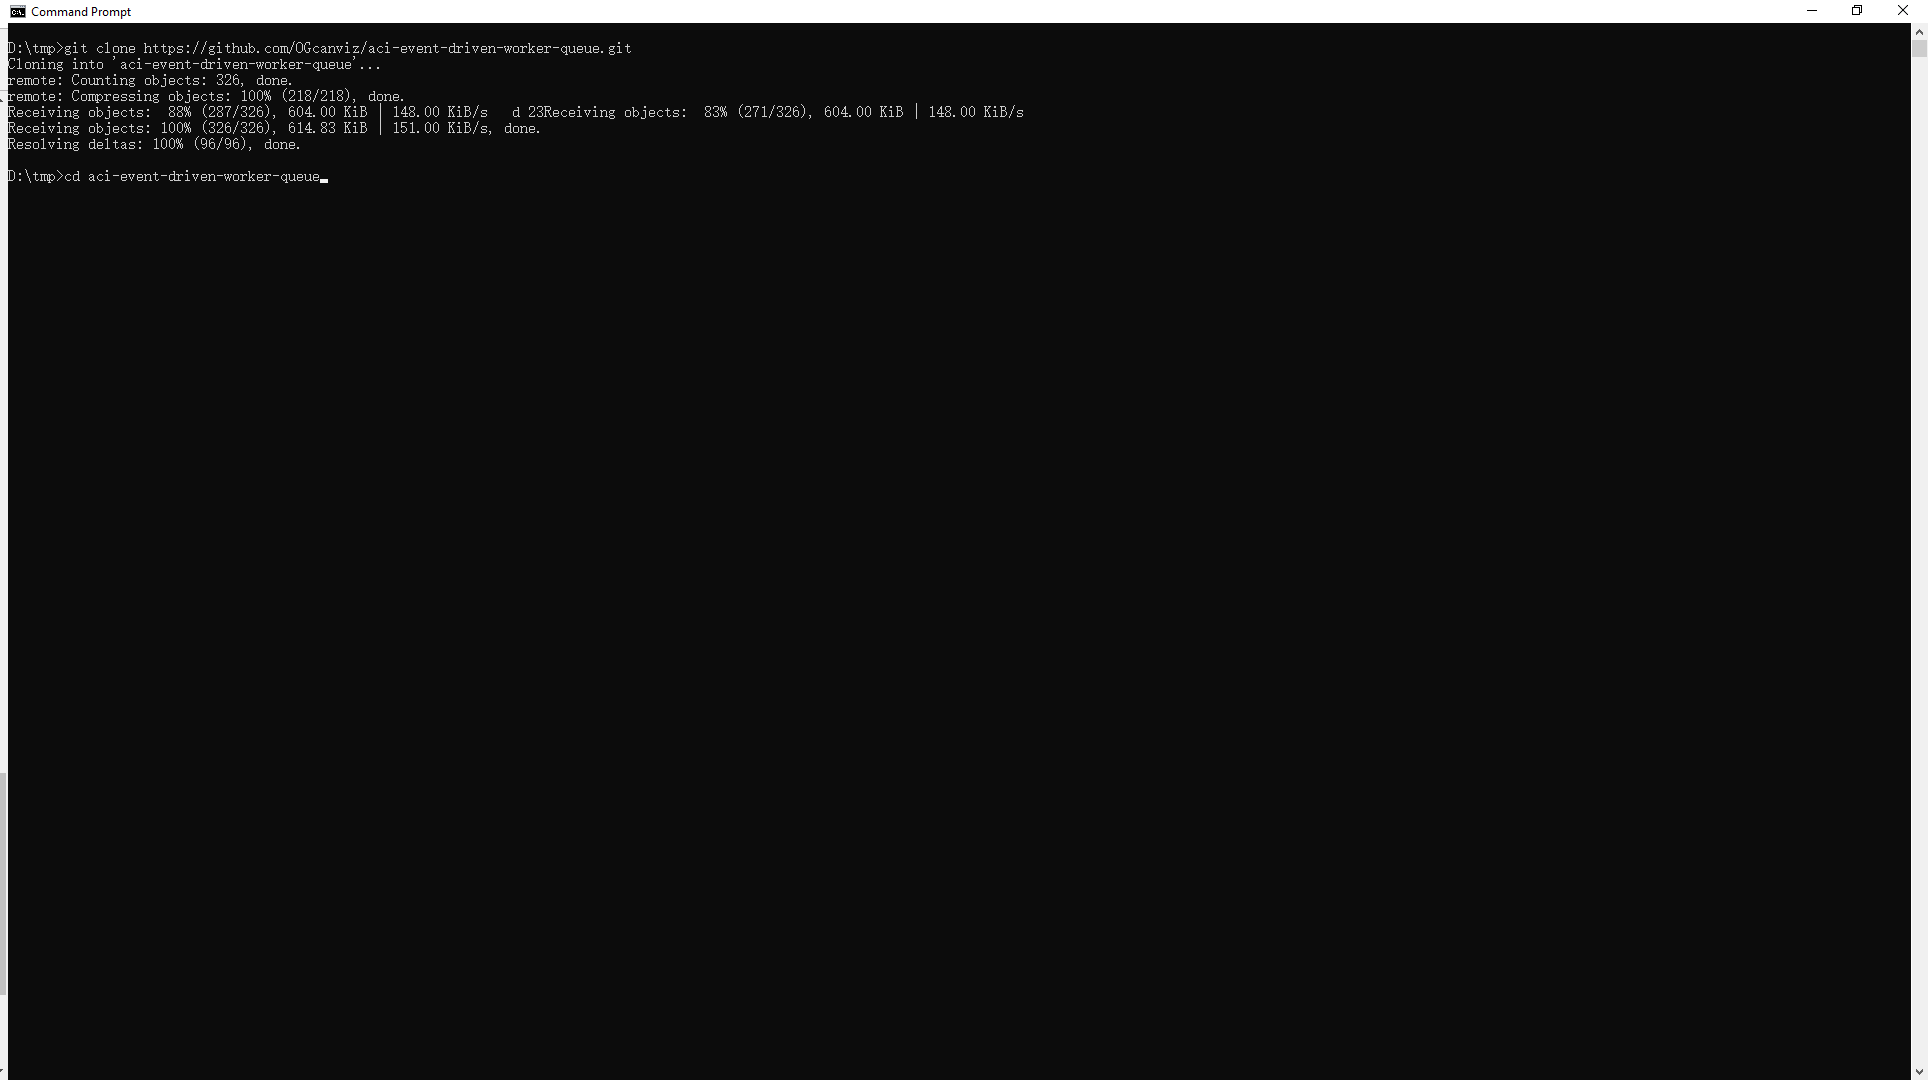 Command Prompt
D:\tmp>git clone https://github.com/OGcanviz/aci-event-driven-worker-queue.git
Cloning into 'aci-event-driven-worker-queue'...
remote: Counting objects: 326, done.
remote: Compressing objects: 100% (218/218), done.
Receiving objects:  88% (287/326), 604.00 KiB | 148.00 KiB/s   d 23Receiving objects:  83% (271/326), 604.00 KiB | 148.00 KiB/s
Receiving objects: 100% (326/326), 614.83 KiB | 151.00 KiB/s, done.
Resolving deltas: 100% (96/96), done.
D:\tmp>cd aci-event-driven-worker-queue